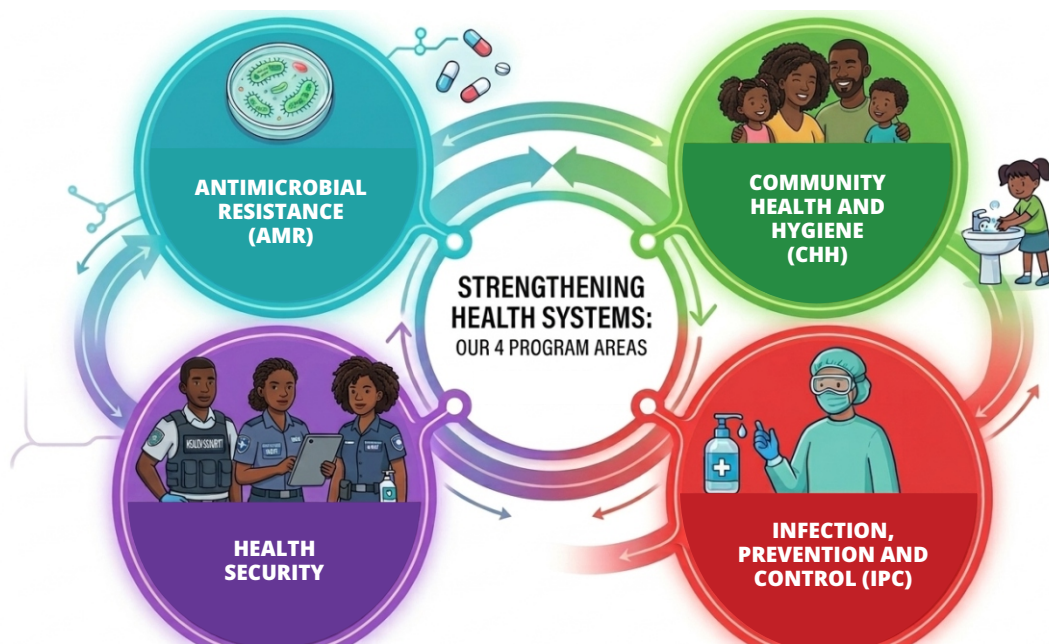 ANTIMICROBIAL
RESISTANCE
(AMR)
COMMUNITY
HEALTH AND
HYGIENE
(CHH)
STRENGTHENING
HEALTH SYSTEMS:
OUR 4 PROGRAM AREAS
HEALTH
SECURITY
INFECTION,
PREVENTION AND
CONTROL (IPC)